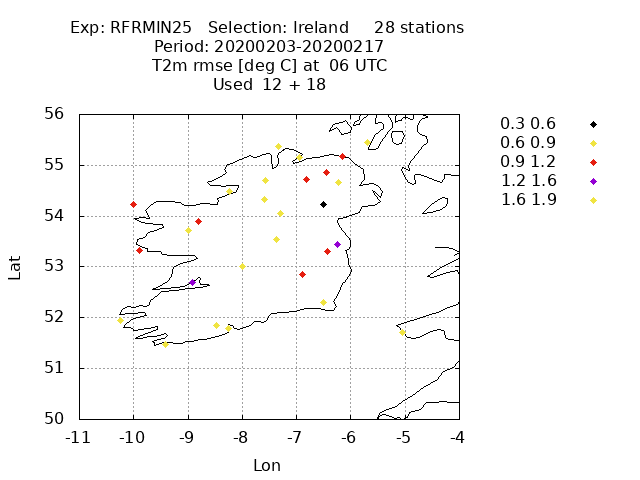 Exp: RFRMIN25 Selection: Ireland 28 stations
Period: 20200203-20200217
T2m rmse [deg C] at 06 UTC
Used 12 + 18
56
55
54
53
52
51
50
-11 -10 -9 -8 -7 -6 -5 -4
Lat
Lon
0.3 0.6
0.6 0.9
0.9 1.2
1.2 1.6
1.6 1.9